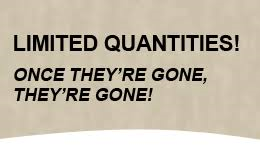 LIMITED QUANTITIES!
ONCE THEY’RE GONE,
THEY’RE GONE!